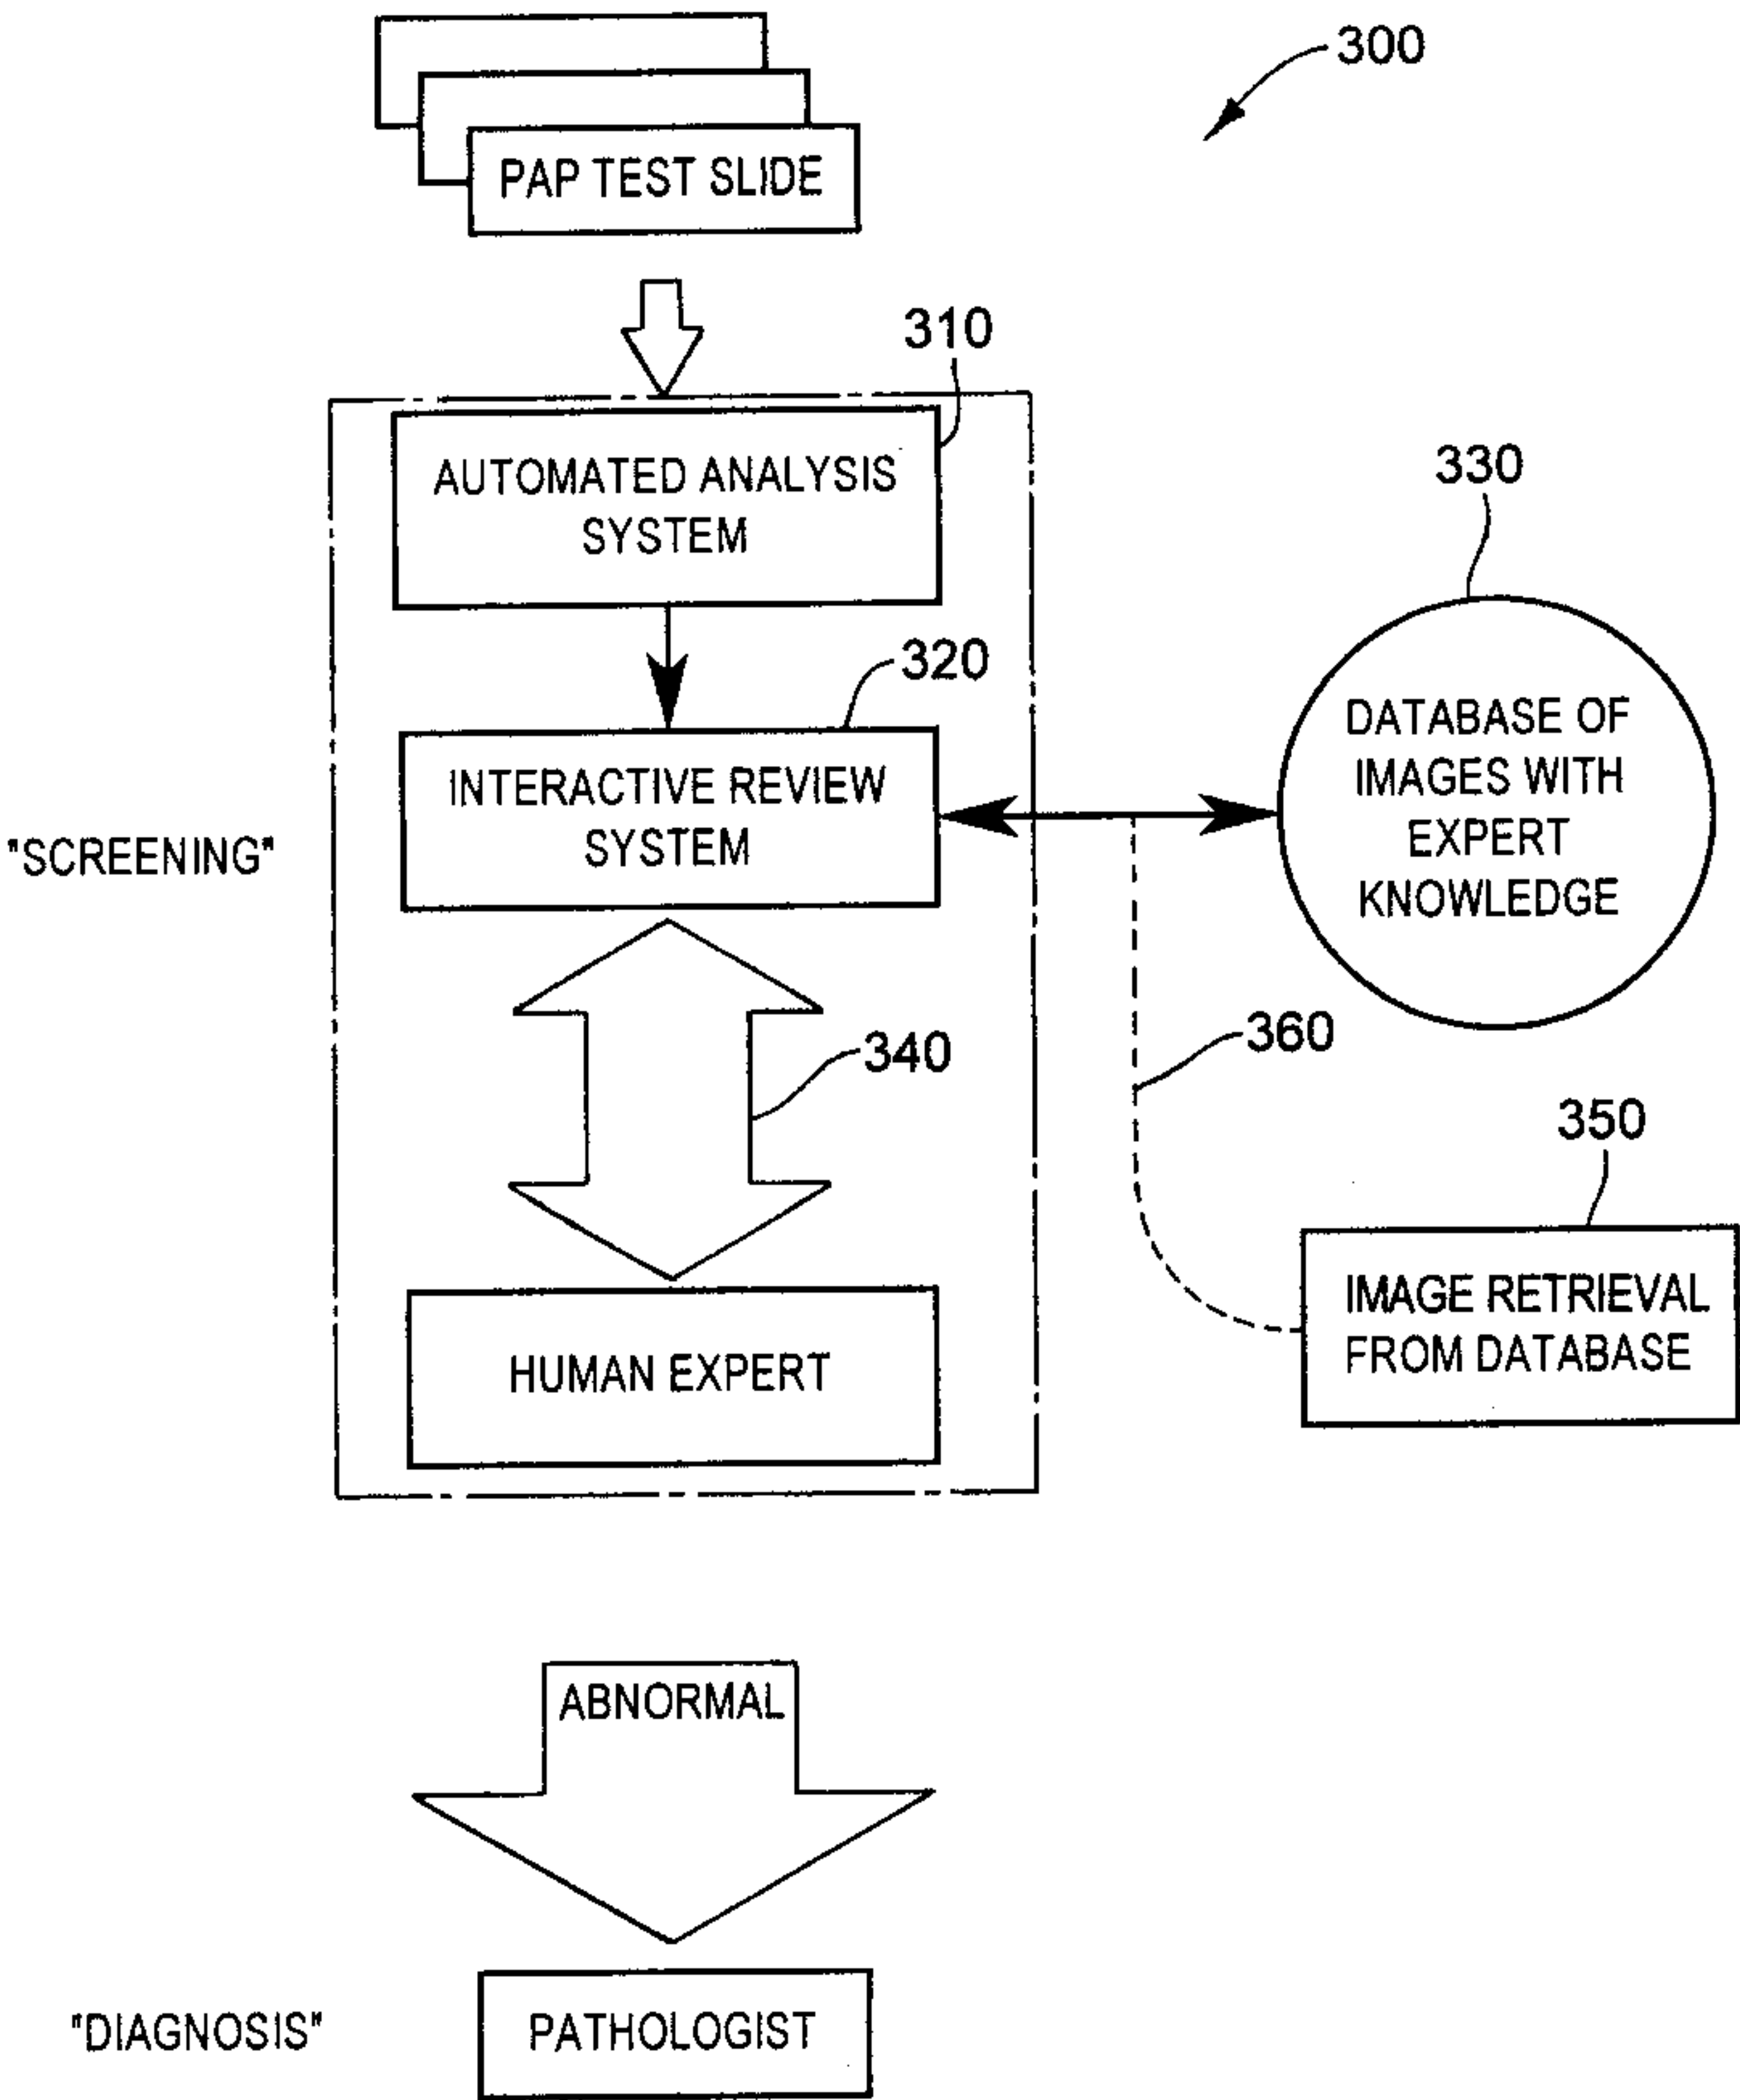 300
PAP TEST SLIDE
310
AUTOMATED ANALYSIS
SYSTEM
330
320
INTERACTIVE REVIEW
SYSTEM
"SCREENING"
DATABASE OF
IMAGES WITH
EXPERT
KNOWLEDGE
340
360
350
IMAGE RETRIEVAL
FROM DATABASE
HUMAN EXPERT
ABNORMAL
"DIAGNOSIS"
PATHOLOGIST